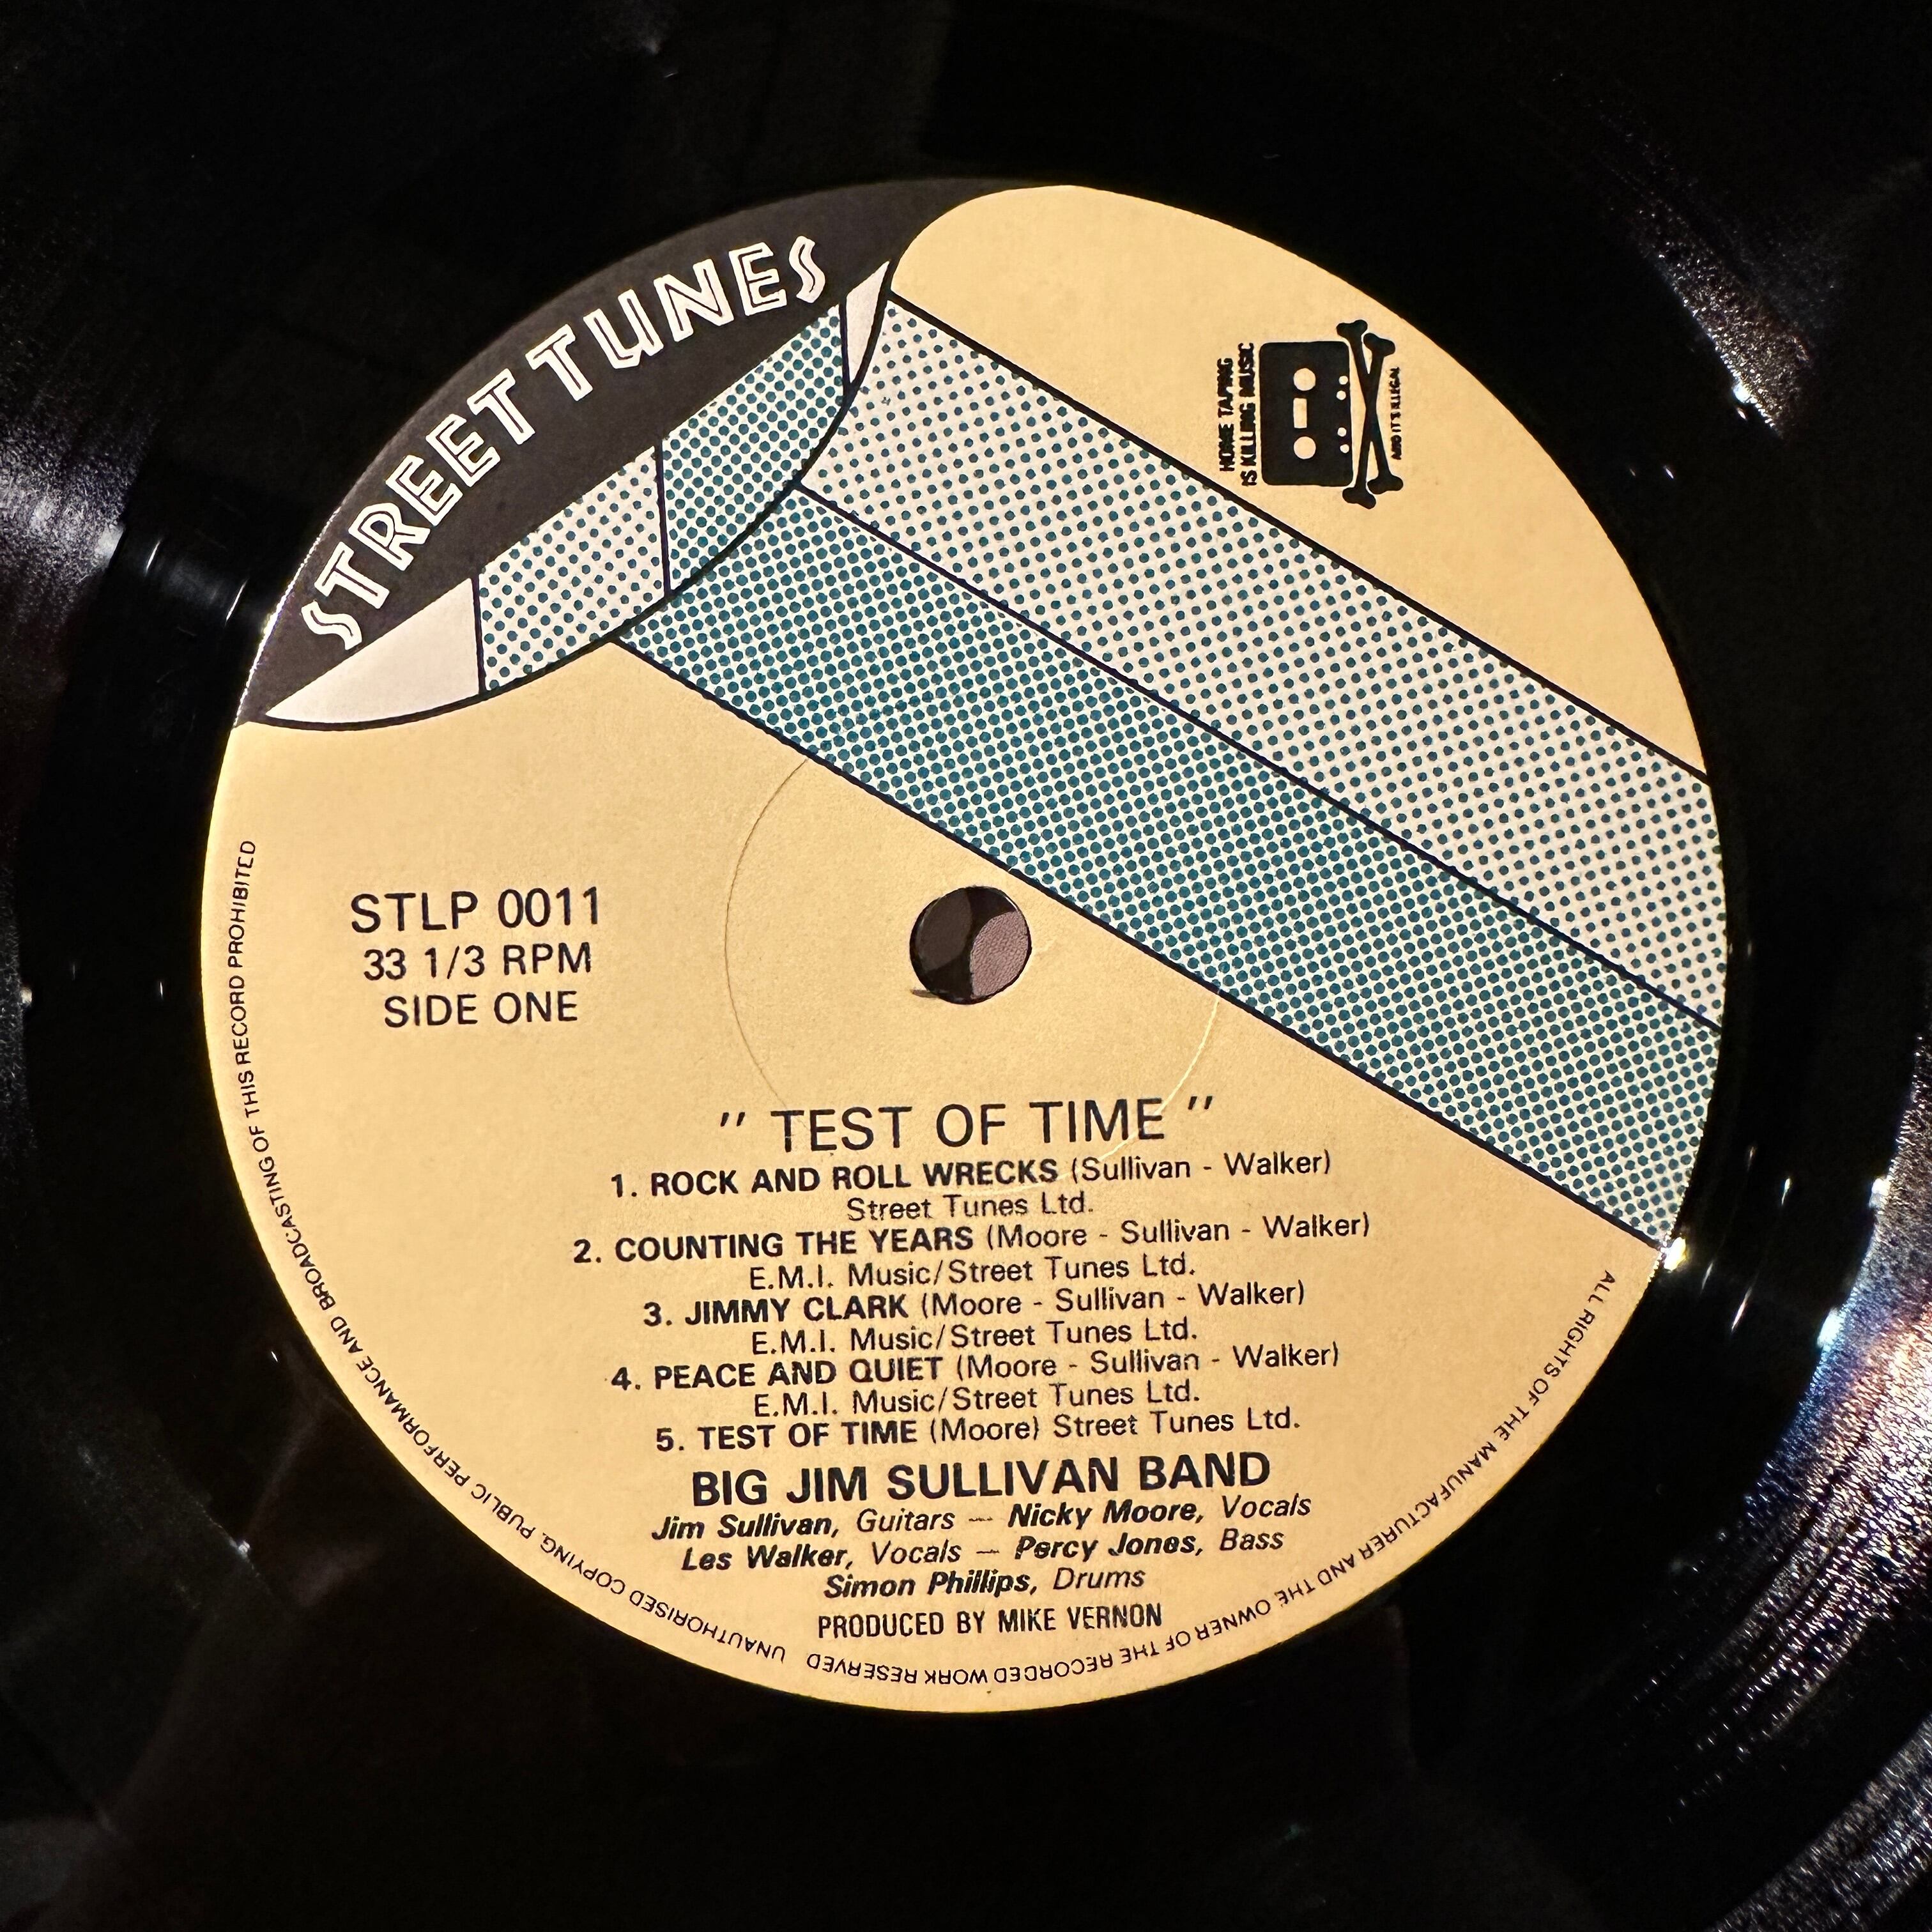 STREET TUNES
HOME TAPING
IS KILLING MUSIC
AND IT'S ILLEGAL
STLP 0011
33 1/3 RPM
SIDE ONE
" TEST OF TIME "
1. ROCK AND ROLL WRECKS (Sullivan - Walker)
Street Tunes Ltd.
2. COUNTING THE YEARS (Moore - Sullivan - Walker)
E.M.I. Music/Street Tunes Ltd.
3. JIMMY CLARK (Moore - Sullivan - Walker)
E.M.I. Music/Street Tunes Ltd.
4. PEACE AND QUIET (Moore - Sullivan - Walker)
E.M.I. Music/Street Tunes Ltd.
5. TEST OF TIME (Moore) Street Tunes Ltd.
BIG JIM SULLIVAN BAND
Jim Sullivan, Guitars — Nicky Moore, Vocals
Les Walker, Vocals — Percy Jones, Bass
Simon Phillips, Drums
PRODUCED BY MIKE VERNON
ALL RIGHTS OF THE MANUFACTURER AND THE OWNER OF THE RECORDED WORK RESERVED UNAUTHORISED COPYING, PUBLIC PERFORMANCE AND BROADCASTING OF THIS RECORD PROHIBITED